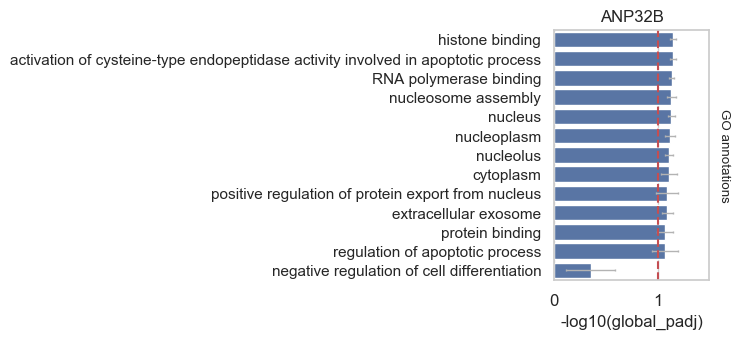 ANP32B
histone binding
activation of cysteine-type endopeptidase activity involved in apoptotic process
RNA polymerase binding
nucleosome assembly
nucleus
nucleoplasm
nucleolus
cytoplasm
positive regulation of protein export from nucleus
extracellular exosome
protein binding
regulation of apoptotic process
negative regulation of cell differentiation
GO annotations
0 1
-log10(global_padj)